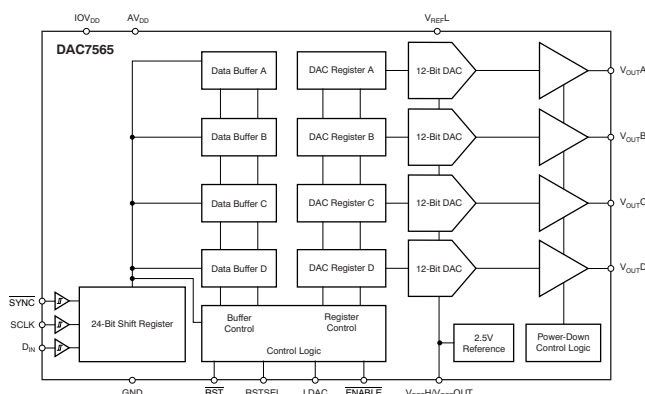 IOVDD AVDD VREFL
DAC7565
Data Buffer A DAC Register A 12-Bit DAC VOUTA
Data Buffer B DAC Register B 12-Bit DAC VOUTB
Data Buffer C DAC Register C 12-Bit DAC VOUTC
Data Buffer D DAC Register D 12-Bit DAC VOUTD
SYNC
SCLK
DIN
24-Bit Shift Register
Buffer
Control
Register
Control
Control Logic
2.5V
Reference
Power-Down
Control Logic
GND RST RSTSEL LDAC ENABLE VREFH/VREFOUT